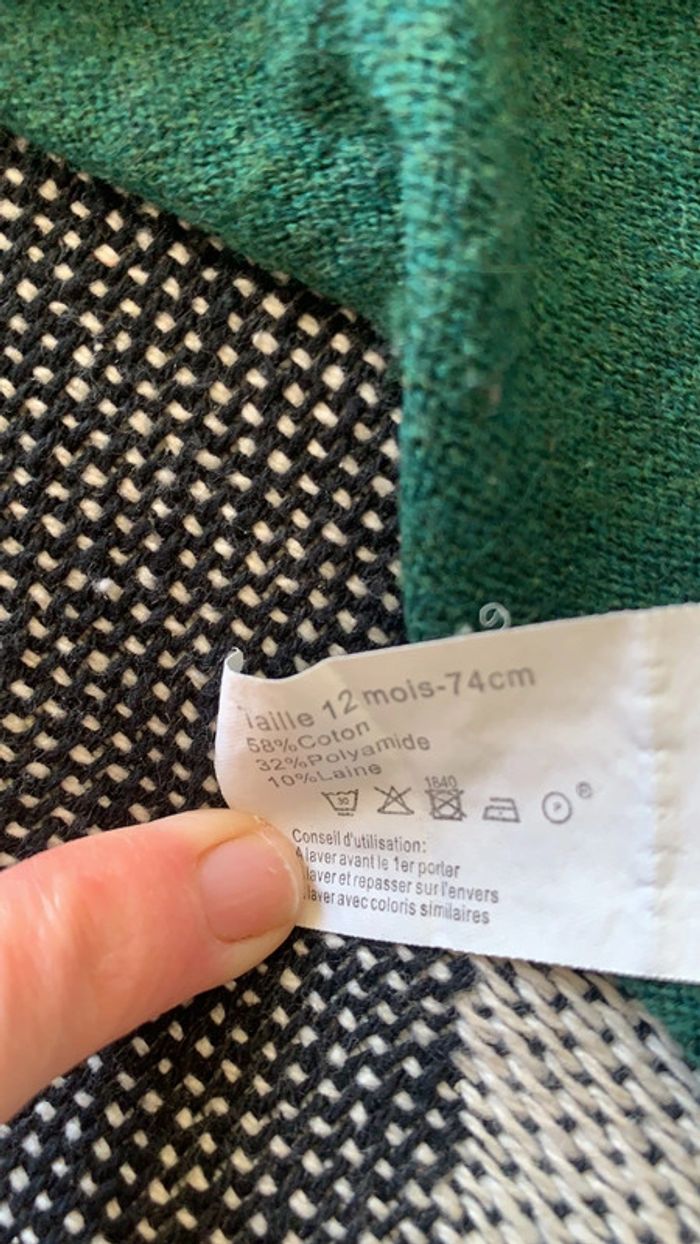 Taille 12 mois-74cm
58%Coton
32%Polyamide
10%Laine
1840
30
P
®
Conseil d'utilisation:
A laver avant le 1er porter
laver et repasser sur l'envers
laver avec coloris similaires